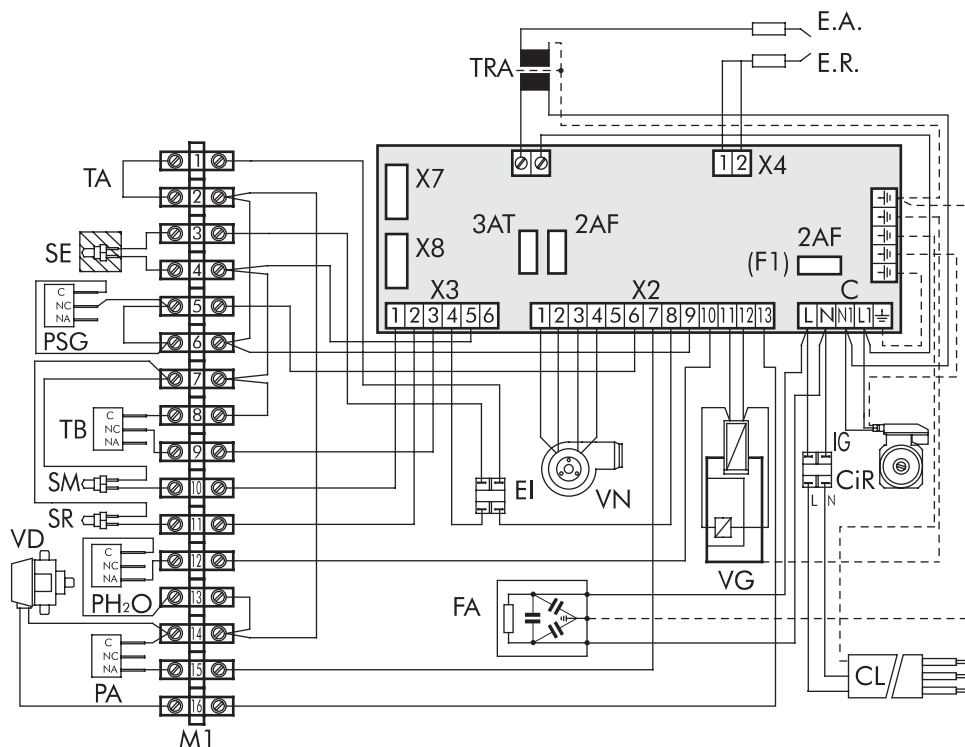 E.A.
E.R.
TRA
1 2 X4
X7
X8
3AT 2AF
2AF
(F1)
X3
1 2 3 4 5 6
X2
1 2 3 4 5 6 7 8 9 10 11 12 13
C
L N N1 L1
TA
SE
C
NC
NA
PSG
C
NC
NA
TB
SM
SR
VD
C
NC
NA
PH2O
C
NC
NA
PA
1
2
3
4
5
6
7
8
9
10
11
12
13
14
15
16
M1
EI
VN
VG
FA
IG
CiR
L N
CL